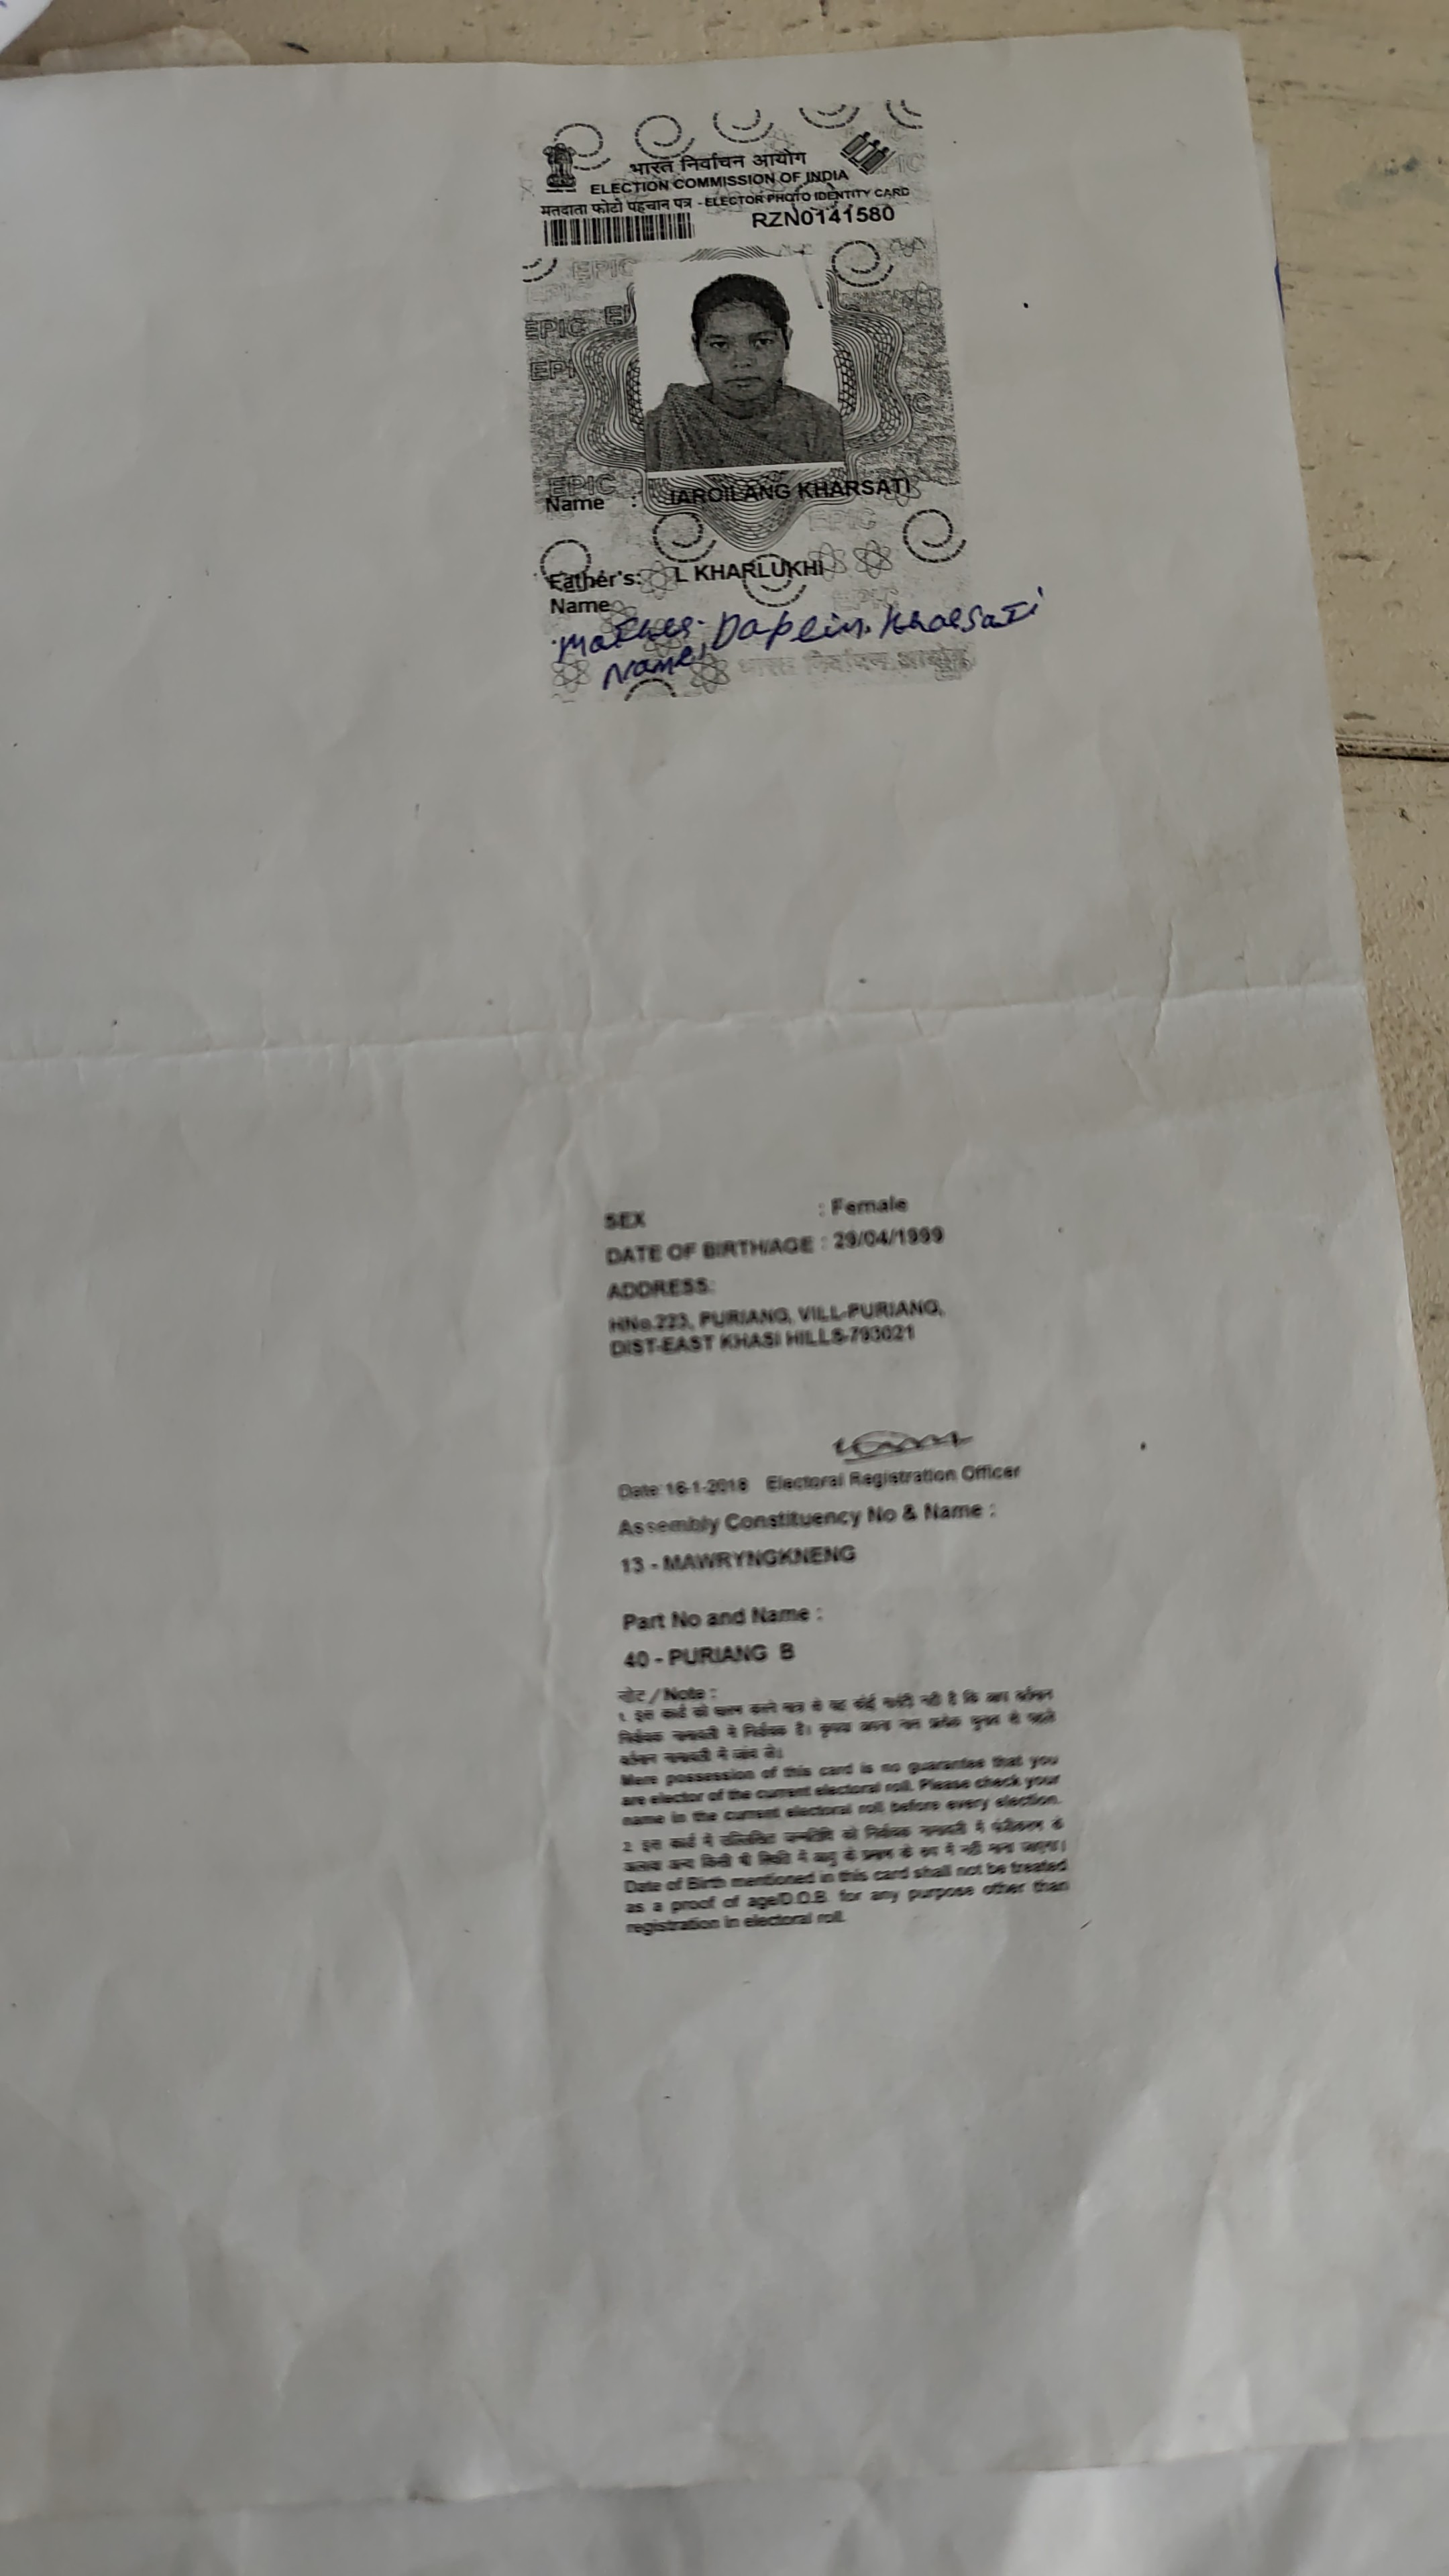 भारत निर्वाचन आयोग
ELECTION COMMISSION OF INDIA
मतदाता फोटो पहचान पत्र - ELECTOR PHOTO IDENTITY CARD
RZN0141580
Name : IAROILANG KHARSATI
Father's: L KHARLUKHI
Name
Mother. Daplin. Kharsati
Name,
भारत निर्वाचन आयोग
SEX : Female
DATE OF BIRTH/AGE : 29/04/1999
ADDRESS:
HNo.223, PURIANG, VILL-PURIANG,
DIST-EAST KHASI HILLS-793021
Date:16-1-2018 Electoral Registration Officer
Assembly Constituency No & Name :
13 - MAWRYNGKNENG
Part No and Name :
40 - PURIANG B
नोट / Note :
Mere possession of this card is no guarantee that you
are elector of the current electoral roll. Please check your
name in the current electoral roll before every election.
Date of Birth mentioned in this card shall not be treated
as a proof of age/D.O.B. for any purpose other than
registration in electoral roll.